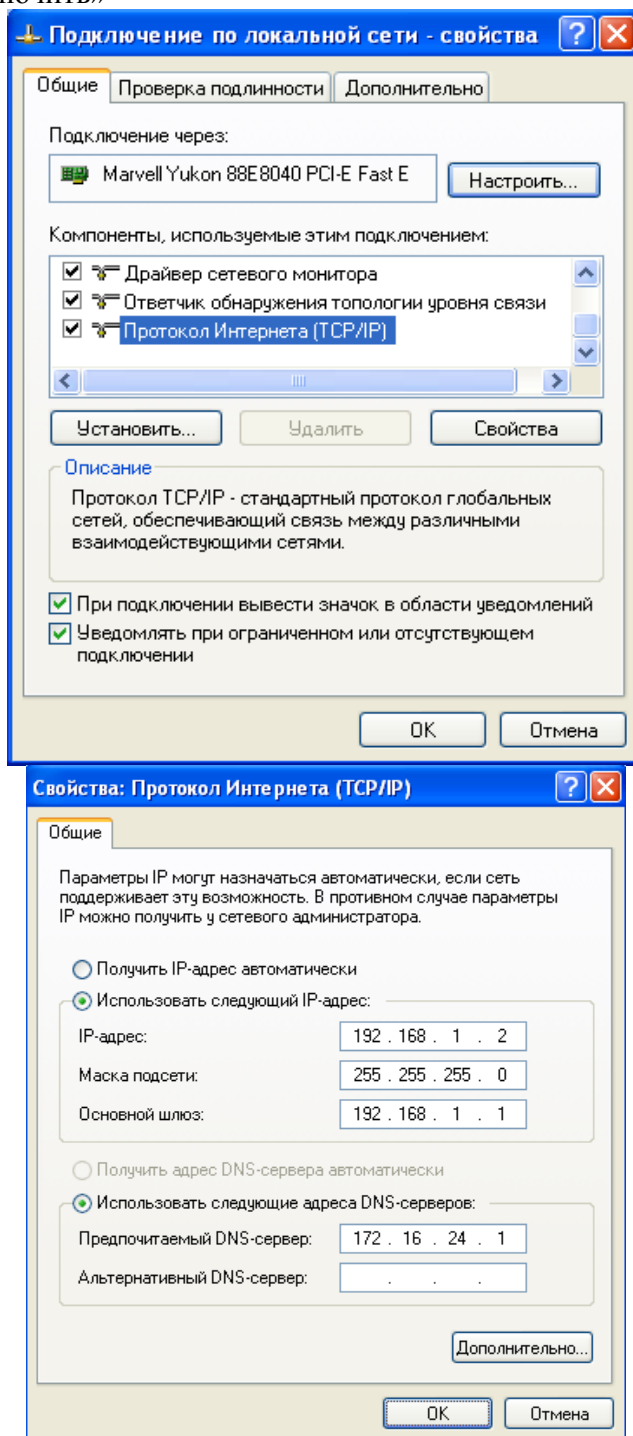 Подключение по локальной сети - свойства
Общие Проверка подлинности Дополнительно
Подключение через:
Marvell Yukon 88E8040 PCI-E Fast E Настроить...
Компоненты, используемые этим подключением:
Драйвер сетевого монитора
Ответчик обнаружения топологии уровня связи
Протокол Интернета (TCP/IP)
Установить... Удалить Свойства
Описание
Протокол TCP/IP - стандартный протокол глобальных
сетей, обеспечивающий связь между различными
взаимодействующими сетями.
При подключении вывести значок в области уведомлений
Уведомлять при ограниченном или отсутствующем
подключении
OK Отмена
Свойства: Протокол Интернета (TCP/IP)
Общие
Параметры IP могут назначаться автоматически, если сеть
поддерживает эту возможность. В противном случае параметры
IP можно получить у сетевого администратора.
Получить IP-адрес автоматически
Использовать следующий IP-адрес:
IP-адрес: 192 . 168 . 1 . 2
Маска подсети: 255 . 255 . 255 . 0
Основной шлюз: 192 . 168 . 1 . 1
Получить адрес DNS-сервера автоматически
Использовать следующие адреса DNS-серверов:
Предпочитаемый DNS-сервер: 172 . 16 . 24 . 1
Альтернативный DNS-сервер: . . .
Дополнительно...
OK Отмена